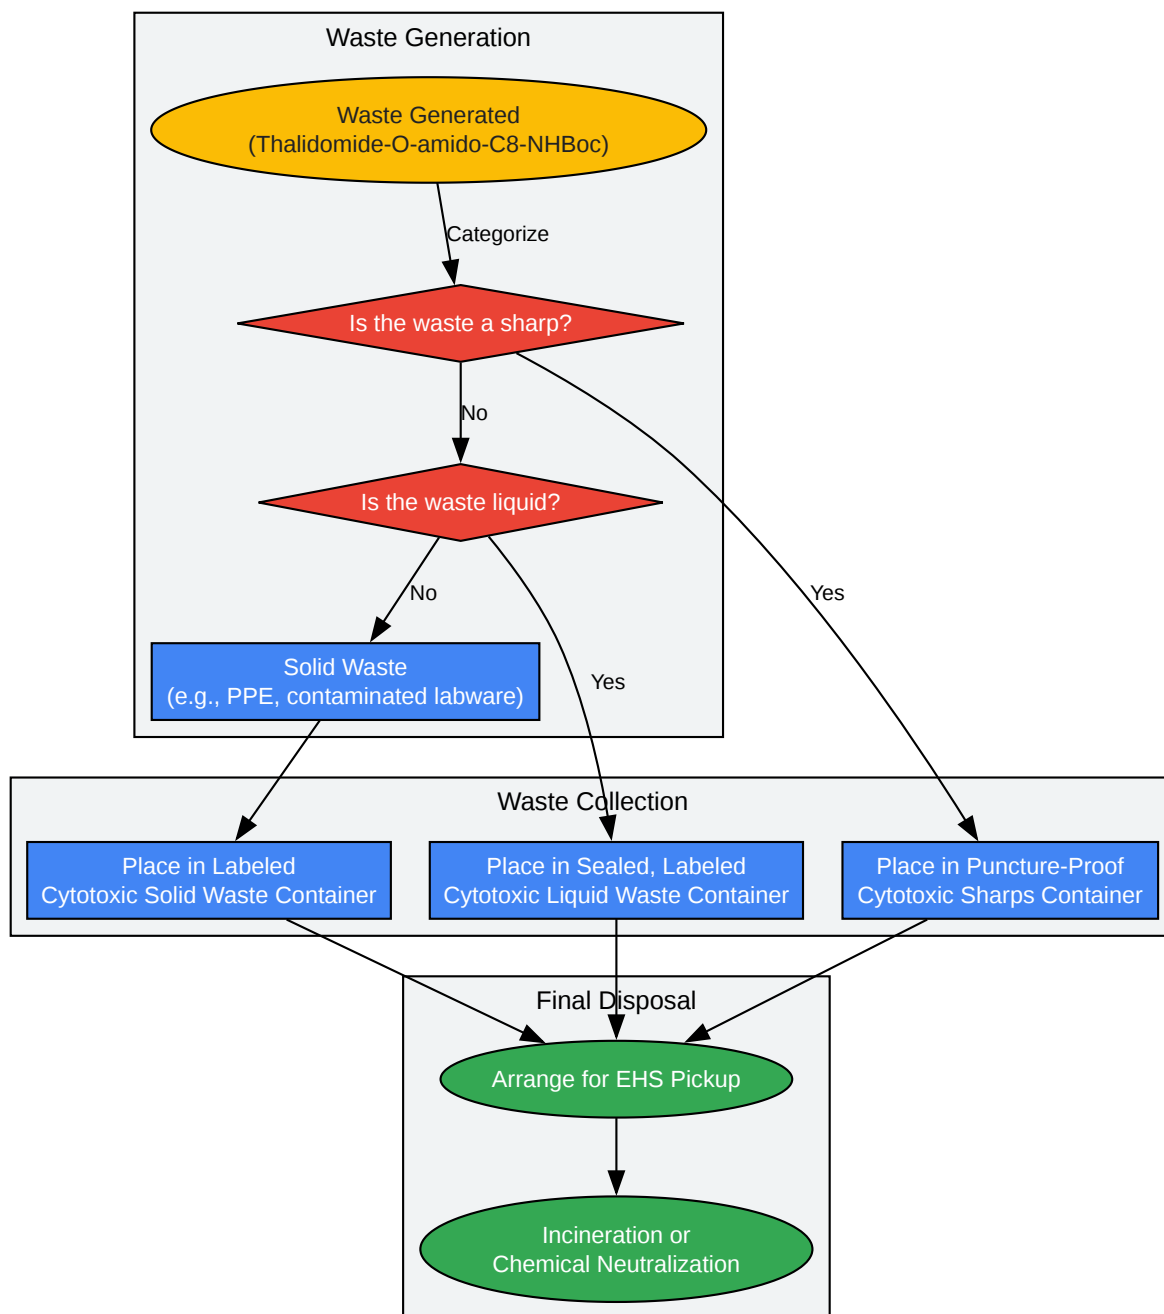 Waste Generation
Waste Generated
(Thalidomide-O-amido-C8-NHBoc)
Categorize
Is the waste a sharp?
No
Is the waste liquid?
No
Yes
Yes
Solid Waste
(e.g., PPE, contaminated labware)
Waste Collection
Place in Labeled
Cytotoxic Solid Waste Container
Place in Sealed, Labeled
Cytotoxic Liquid Waste Container
Place in Puncture-Proof
Cytotoxic Sharps Container
Final Disposal
Arrange for EHS Pickup
Incineration or
Chemical Neutralization